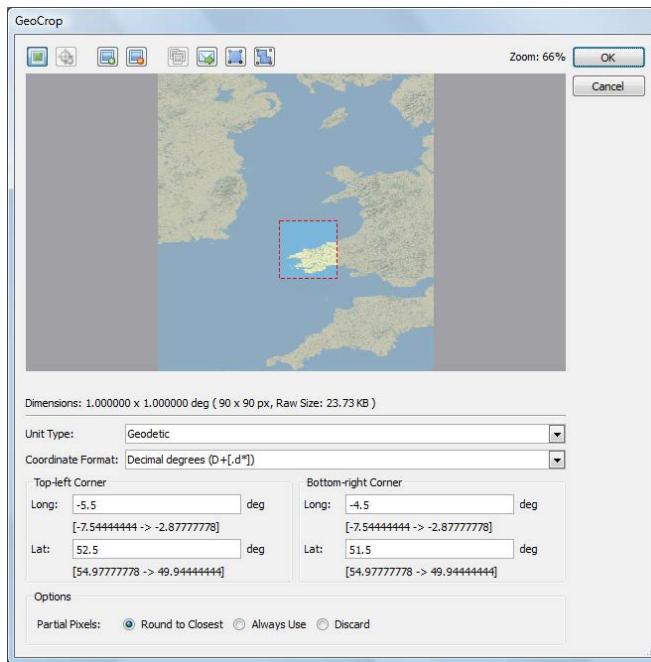 GeoCrop
Zoom: 66%
OK
Cancel
Dimensions: 1.000000 x 1.000000 deg ( 90 x 90 px, Raw Size: 23.73 KB )
Unit Type: Geodetic
Coordinate Format: Decimal degrees (D+[.d*])
Top-left Corner
Long: -5.5 deg
[-7.54444444 -> -2.87777778]
Lat: 52.5 deg
[54.97777778 -> 49.94444444]
Bottom-right Corner
Long: -4.5 deg
[-7.54444444 -> -2.87777778]
Lat: 51.5 deg
[54.97777778 -> 49.94444444]
Options
Partial Pixels: Round to Closest Always Use Discard